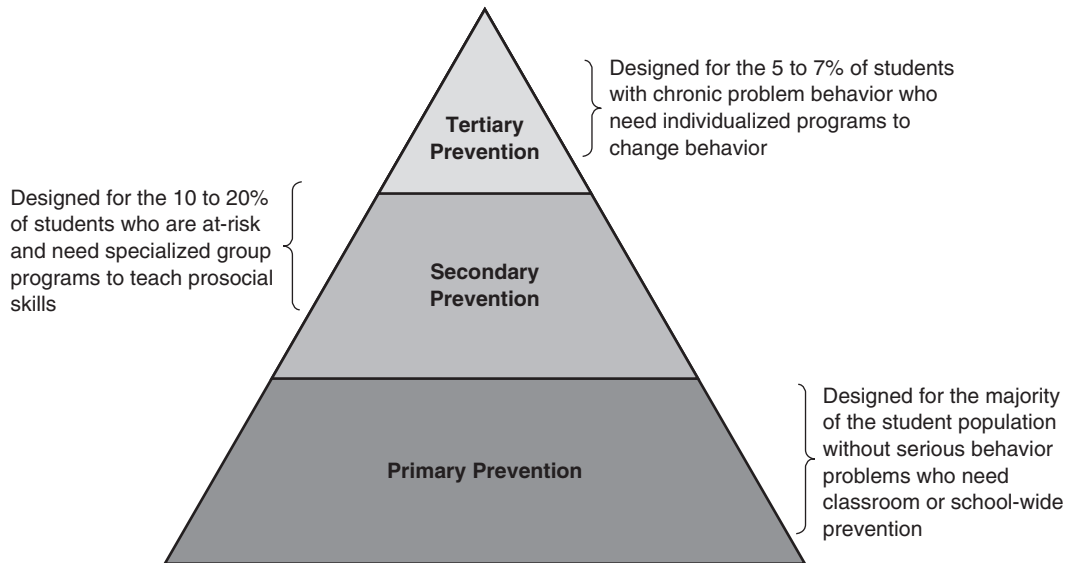 Tertiary
Prevention
Designed for the 5 to 7% of students
with chronic problem behavior who
need individualized programs to
change behavior
Designed for the 10 to 20%
of students who are at-risk
and need specialized group
programs to teach prosocial
skills
Secondary
Prevention
Primary Prevention
Designed for the majority
of the student population
without serious behavior
problems who need
classroom or school-wide
prevention